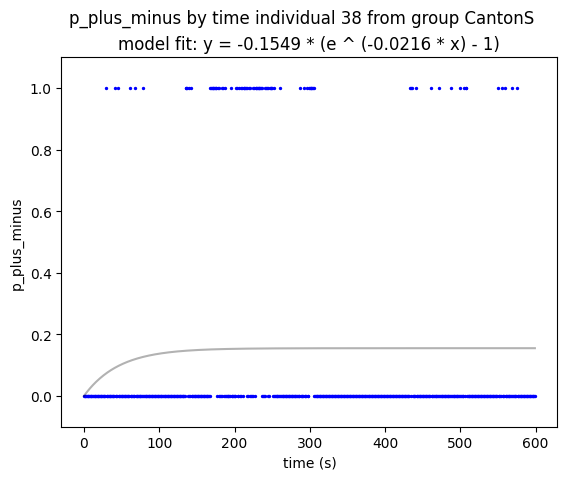 p_plus_minus by time individual 38 from group CantonS
model fit: y = -0.1549 * (e ^ (-0.0216 * x) - 1)
1.0
0.8
0.6
0.4
0.2
0.0
p_plus_minus
0 100 200 300 400 500 600
time (s)